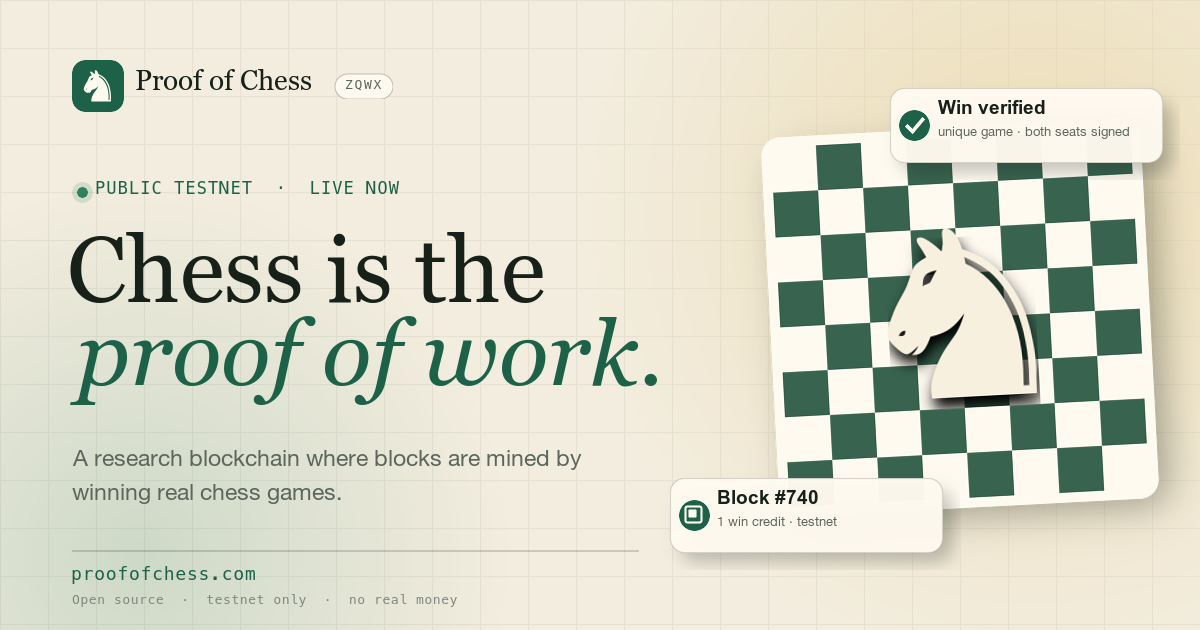 Proof of Chess
ZQWX
PUBLIC TESTNET · LIVE NOW
Chess is the
proof of work.
A research blockchain where blocks are mined by
winning real chess games.
proofofchess.com
Open source · testnet only · no real money
Win verified
unique game · both seats signed
Block #740
1 win credit · testnet